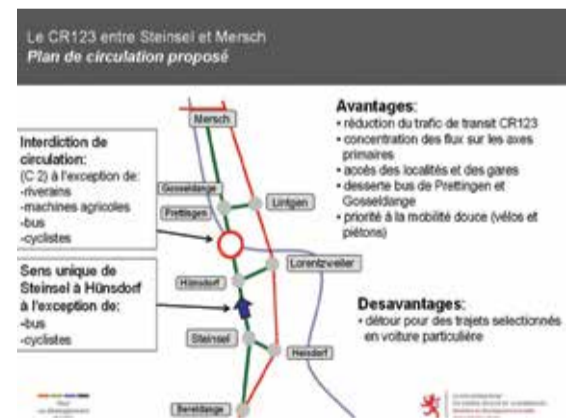 Le CR123 entre Steinsel et Mersch
Plan de circulation proposé
Interdiction de
circulation:
(C 2) à l'exception de:
-riverains
-machines agricoles
-bus
-cyclistes
Sens unique de
Steinsel à Hünsdorf
à l'exception de:
-bus
-cyclistes
Mersch
Gosseldange
Prettingen
Lintgen
Lorentzweiler
Hünsdorf
Steinsel
Heisdorf
Bereldange
Avantages:
• réduction du trafic de transit CR123
• concentration des flux sur les axes
primaires
• accès des localités et des gares
• desserte bus de Prettingen et
Gosseldange
• priorité à la mobilité douce (vélos et
piétons)
Desavantages:
• détour pour des trajets selectionnés
en voiture particulière